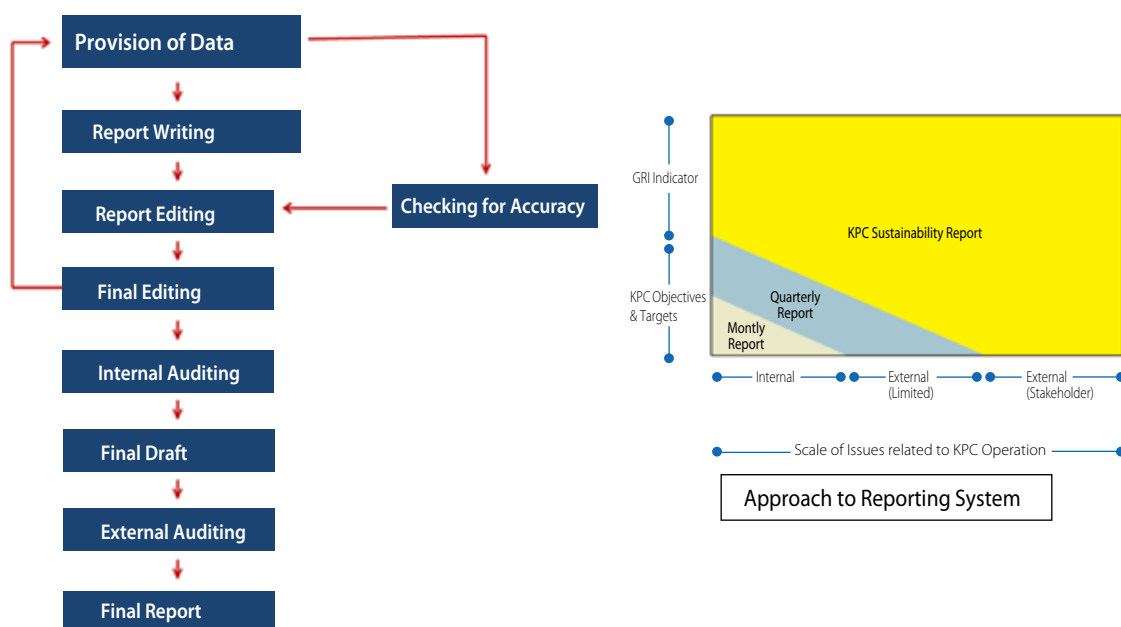 Provision of Data
Report Writing
Report Editing
Checking for Accuracy
Final Editing
Internal Auditing
Final Draft
External Auditing
Final Report
GRI Indicator
KPC Objectives
& Targets
KPC Sustainability Report
Quarterly
Report
Montly
Report
Internal
External
(Limited)
External
(Stakeholder)
Scale of Issues related to KPC Operation
Approach to Reporting System